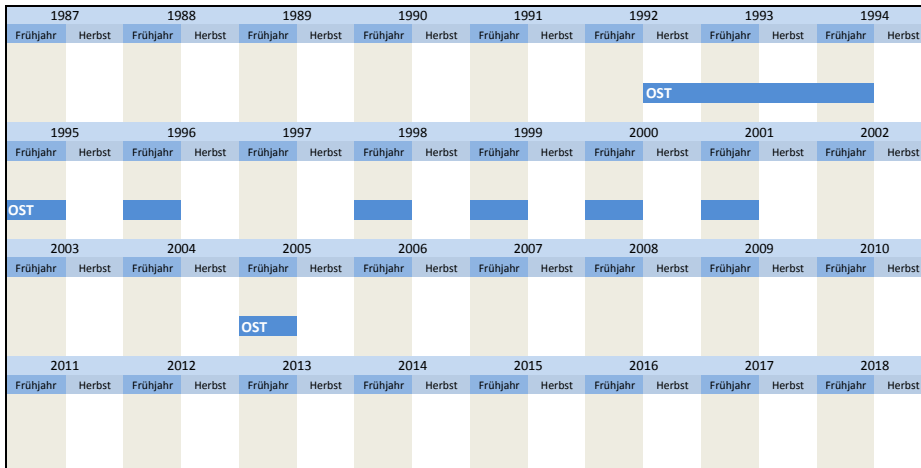 1987 1988 1989 1990 1991 1992 1993 1994
Frühjahr Herbst Frühjahr Herbst Frühjahr Herbst Frühjahr Herbst Frühjahr Herbst Frühjahr Herbst Frühjahr Herbst Frühjahr Herbst
OST
1995 1996 1997 1998 1999 2000 2001 2002
Frühjahr Herbst Frühjahr Herbst Frühjahr Herbst Frühjahr Herbst Frühjahr Herbst Frühjahr Herbst Frühjahr Herbst Frühjahr Herbst
OST
2003 2004 2005 2006 2007 2008 2009 2010
Frühjahr Herbst Frühjahr Herbst Frühjahr Herbst Frühjahr Herbst Frühjahr Herbst Frühjahr Herbst Frühjahr Herbst Frühjahr Herbst
OST
2011 2012 2013 2014 2015 2016 2017 2018
Frühjahr Herbst Frühjahr Herbst Frühjahr Herbst Frühjahr Herbst Frühjahr Herbst Frühjahr Herbst Frühjahr Herbst Frühjahr Herbst